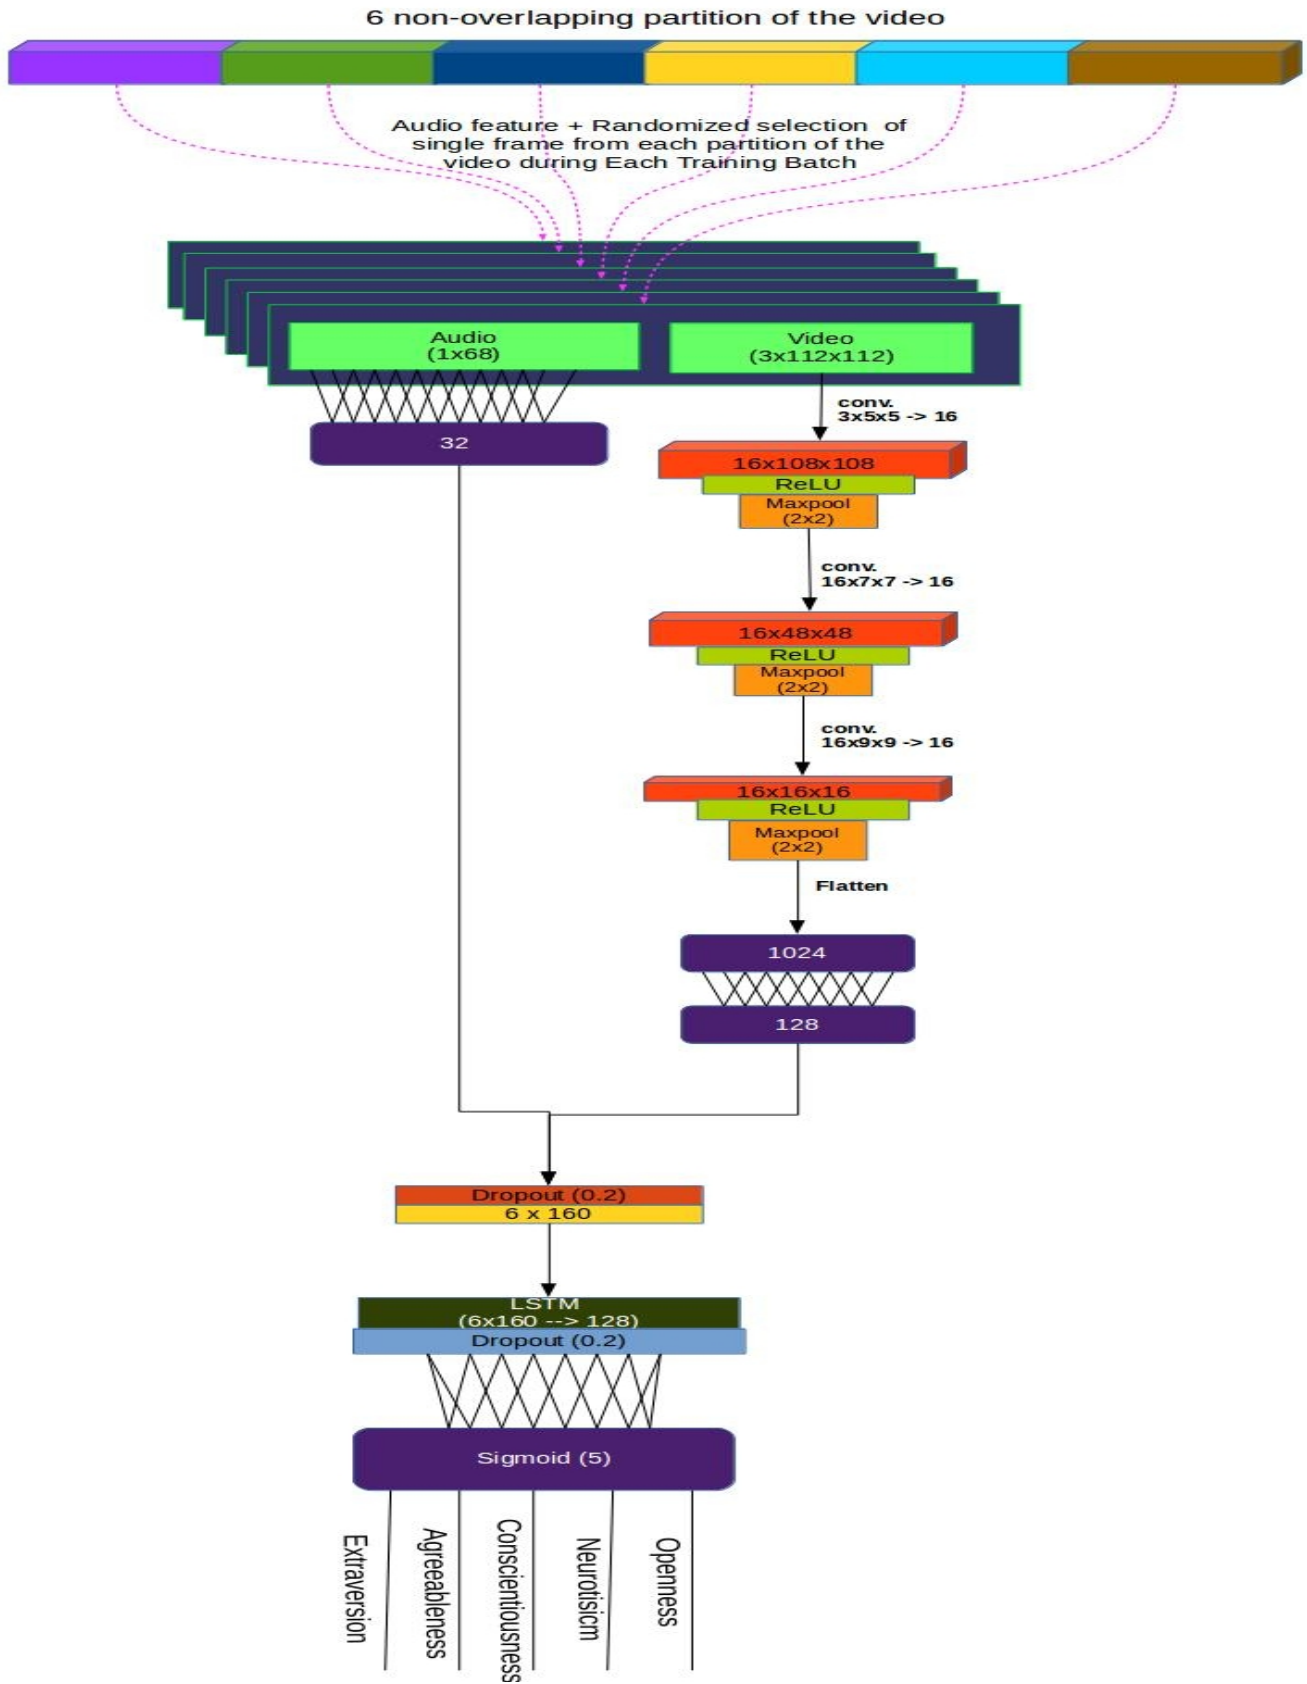 6 non-overlapping partition of the video
Audio feature + Randomized selection of
single frame from each partition of the
video during Each Training Batch
Audio
(1x68)
Video
(3x112x112)
conv.
3x5x5 -> 16
32
16x108x108
ReLU
Maxpool
(2x2)
conv.
16x7x7 -> 16
16x48x48
ReLU
Maxpool
(2x2)
conv.
16x9x9 -> 16
16x16x16
ReLU
Maxpool
(2x2)
Flatten
1024
128
Dropout (0.2)
6 x 160
LSTM
(6x160 --> 128)
Dropout (0.2)
Sigmoid (5)
Extraversion
Agreeableness
Conscientiousness
Neurotisicm
Openness